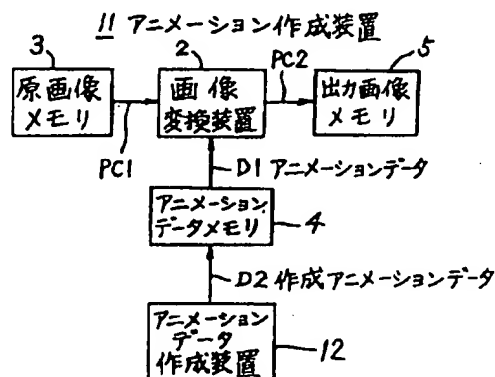 11 アニメーション作成装置
3
2
5
原画像
メモリ
画像
変換装置
PC2
出力画像
メモリ
PC1
D1 アニメーションデータ
アニメーション
データメモリ
4
D2 作成アニメーションデータ
アニメーション
データ
作成装置
12